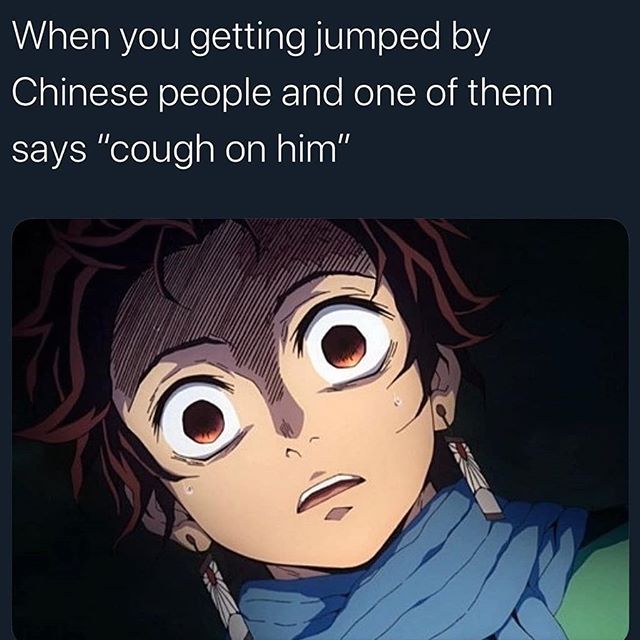 When you getting jumped by
Chinese people and one of them
says “cough on him”